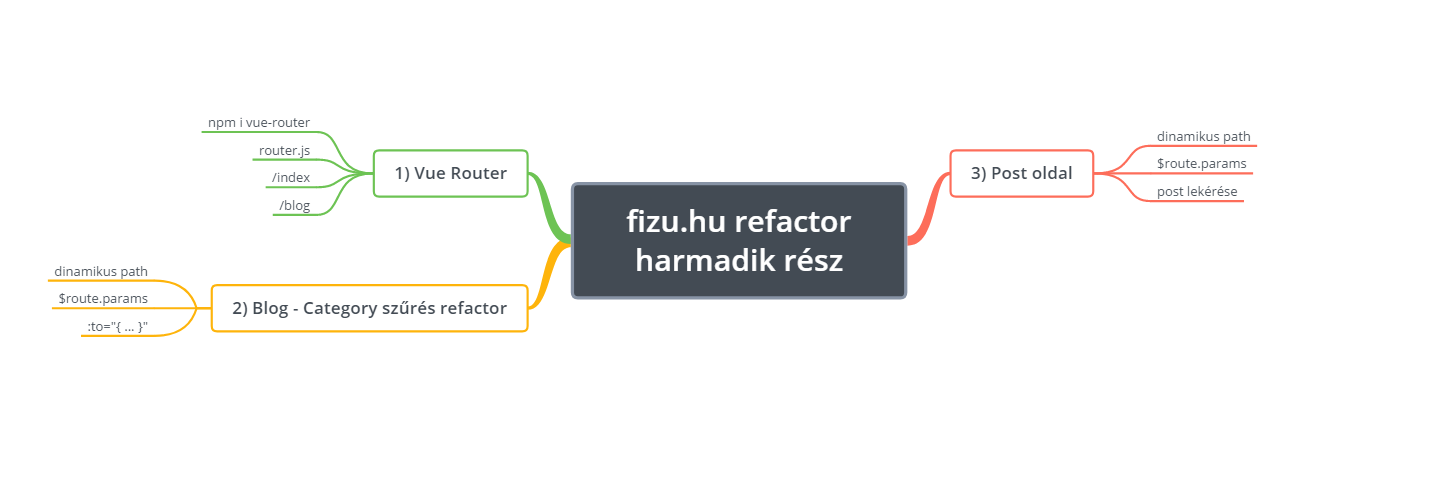 fizu.hu refactor
harmadik rész
1) Vue Router
npm i vue-router
router.js
/index
/blog
2) Blog - Category szűrés refactor
dinamikus path
$route.params
:to="{ ... }"
3) Post oldal
dinamikus path
$route.params
post lekérése